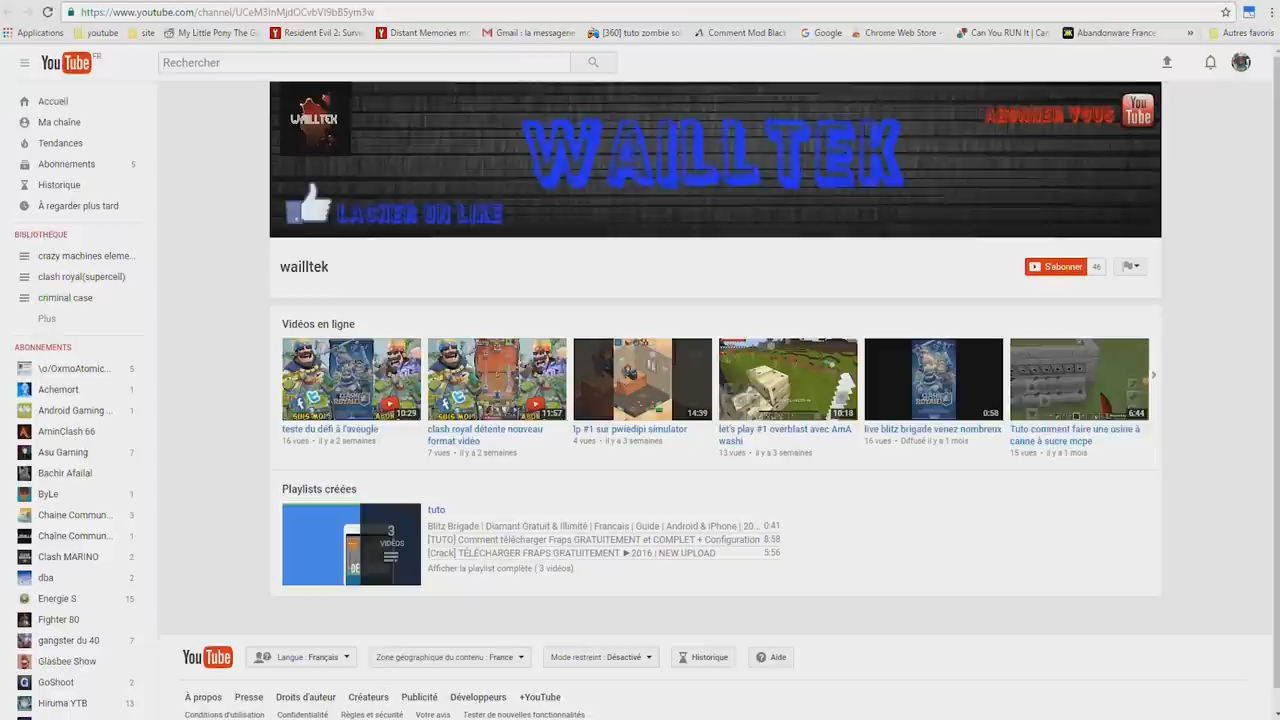 https://www.youtube.com/channel/UCeM3InMjdOCvbVI9bB5ym3w
Applications
youtube
site
My Little Pony The G
Resident Evil 2: Surv
Distant Memories m
Gmail : la messagerie
[360] tuto zombie so
Comment Mod Black
Google
Chrome Web Store -
Can You RUN It | Can
Abandonware France
»
Autres favoris
YouTube FR
Rechercher
Accueil
Ma chaîne
Tendances
Abonnements 5
Historique
À regarder plus tard
BIBLIOTHÈQUE
crazy machines eleme...
clash royal(supercell)
criminal case
Plus
ABONNEMENTS
\o/OxmoAtomic... 5
Achemort 1
Android Gaming ... 2
AminClash 66
Asu Gaming 7
Bachir Afailal
ByLe 1
Chaine Commun... 3
Chaîne Commun... 1
Clash MARINO 2
dba 2
Energie S 15
Fighter 80
gangster du 40 7
Glasbee Show
GoShoot 2
Hiruma YTB 13
WAILLTEK
WAILLTEK
ABONNER VOUS
You Tube
LACHER UN LIKE
wailltek
S'abonner 46
Vidéos en ligne
SOIS MOI
10:29
teste du défi à l'aveugle
16 vues • il y a 2 semaines
SOIS MOI
11:57
clash royal détente nouveau
format vidéo
7 vues • il y a 2 semaines
14:39
lp #1 sur pwiedipi simulator
4 vues • il y a 3 semaines
10:18
let's play #1 overblast avec AmA
washi
13 vues • il y a 3 semaines
0:58
live blitz brigade venez nombreux
16 vues • Diffusé il y a 1 mois
6:44
Tuto comment faire une usine à
canne à sucre mcpe
15 vues • il y a 1 mois
Playlists créées
3
VIDÉOS
tuto
Blitz Brigade | Diamant Gratuit & Illimité | Francais | Guide | Android & iPhone | 20... 0:41
[TUTO] Comment télécharger Fraps GRATUITEMENT et COMPLET + Configuration 8:58
[Crack] TÉLÉCHARGER FRAPS GRATUITEMENT ►2016 | NEW UPLOAD 5:56
Afficher la playlist complète ( 3 vidéos)
YouTube
Langue : Français
Zone géographique du contenu : France
Mode restreint : Désactivé
Historique
Aide
À propos
Presse
Droits d'auteur
Créateurs
Publicité
Développeurs
+YouTube
Conditions d'utilisation
Confidentialité
Règles et sécurité
Votre avis
Tester de nouvelles fonctionnalités